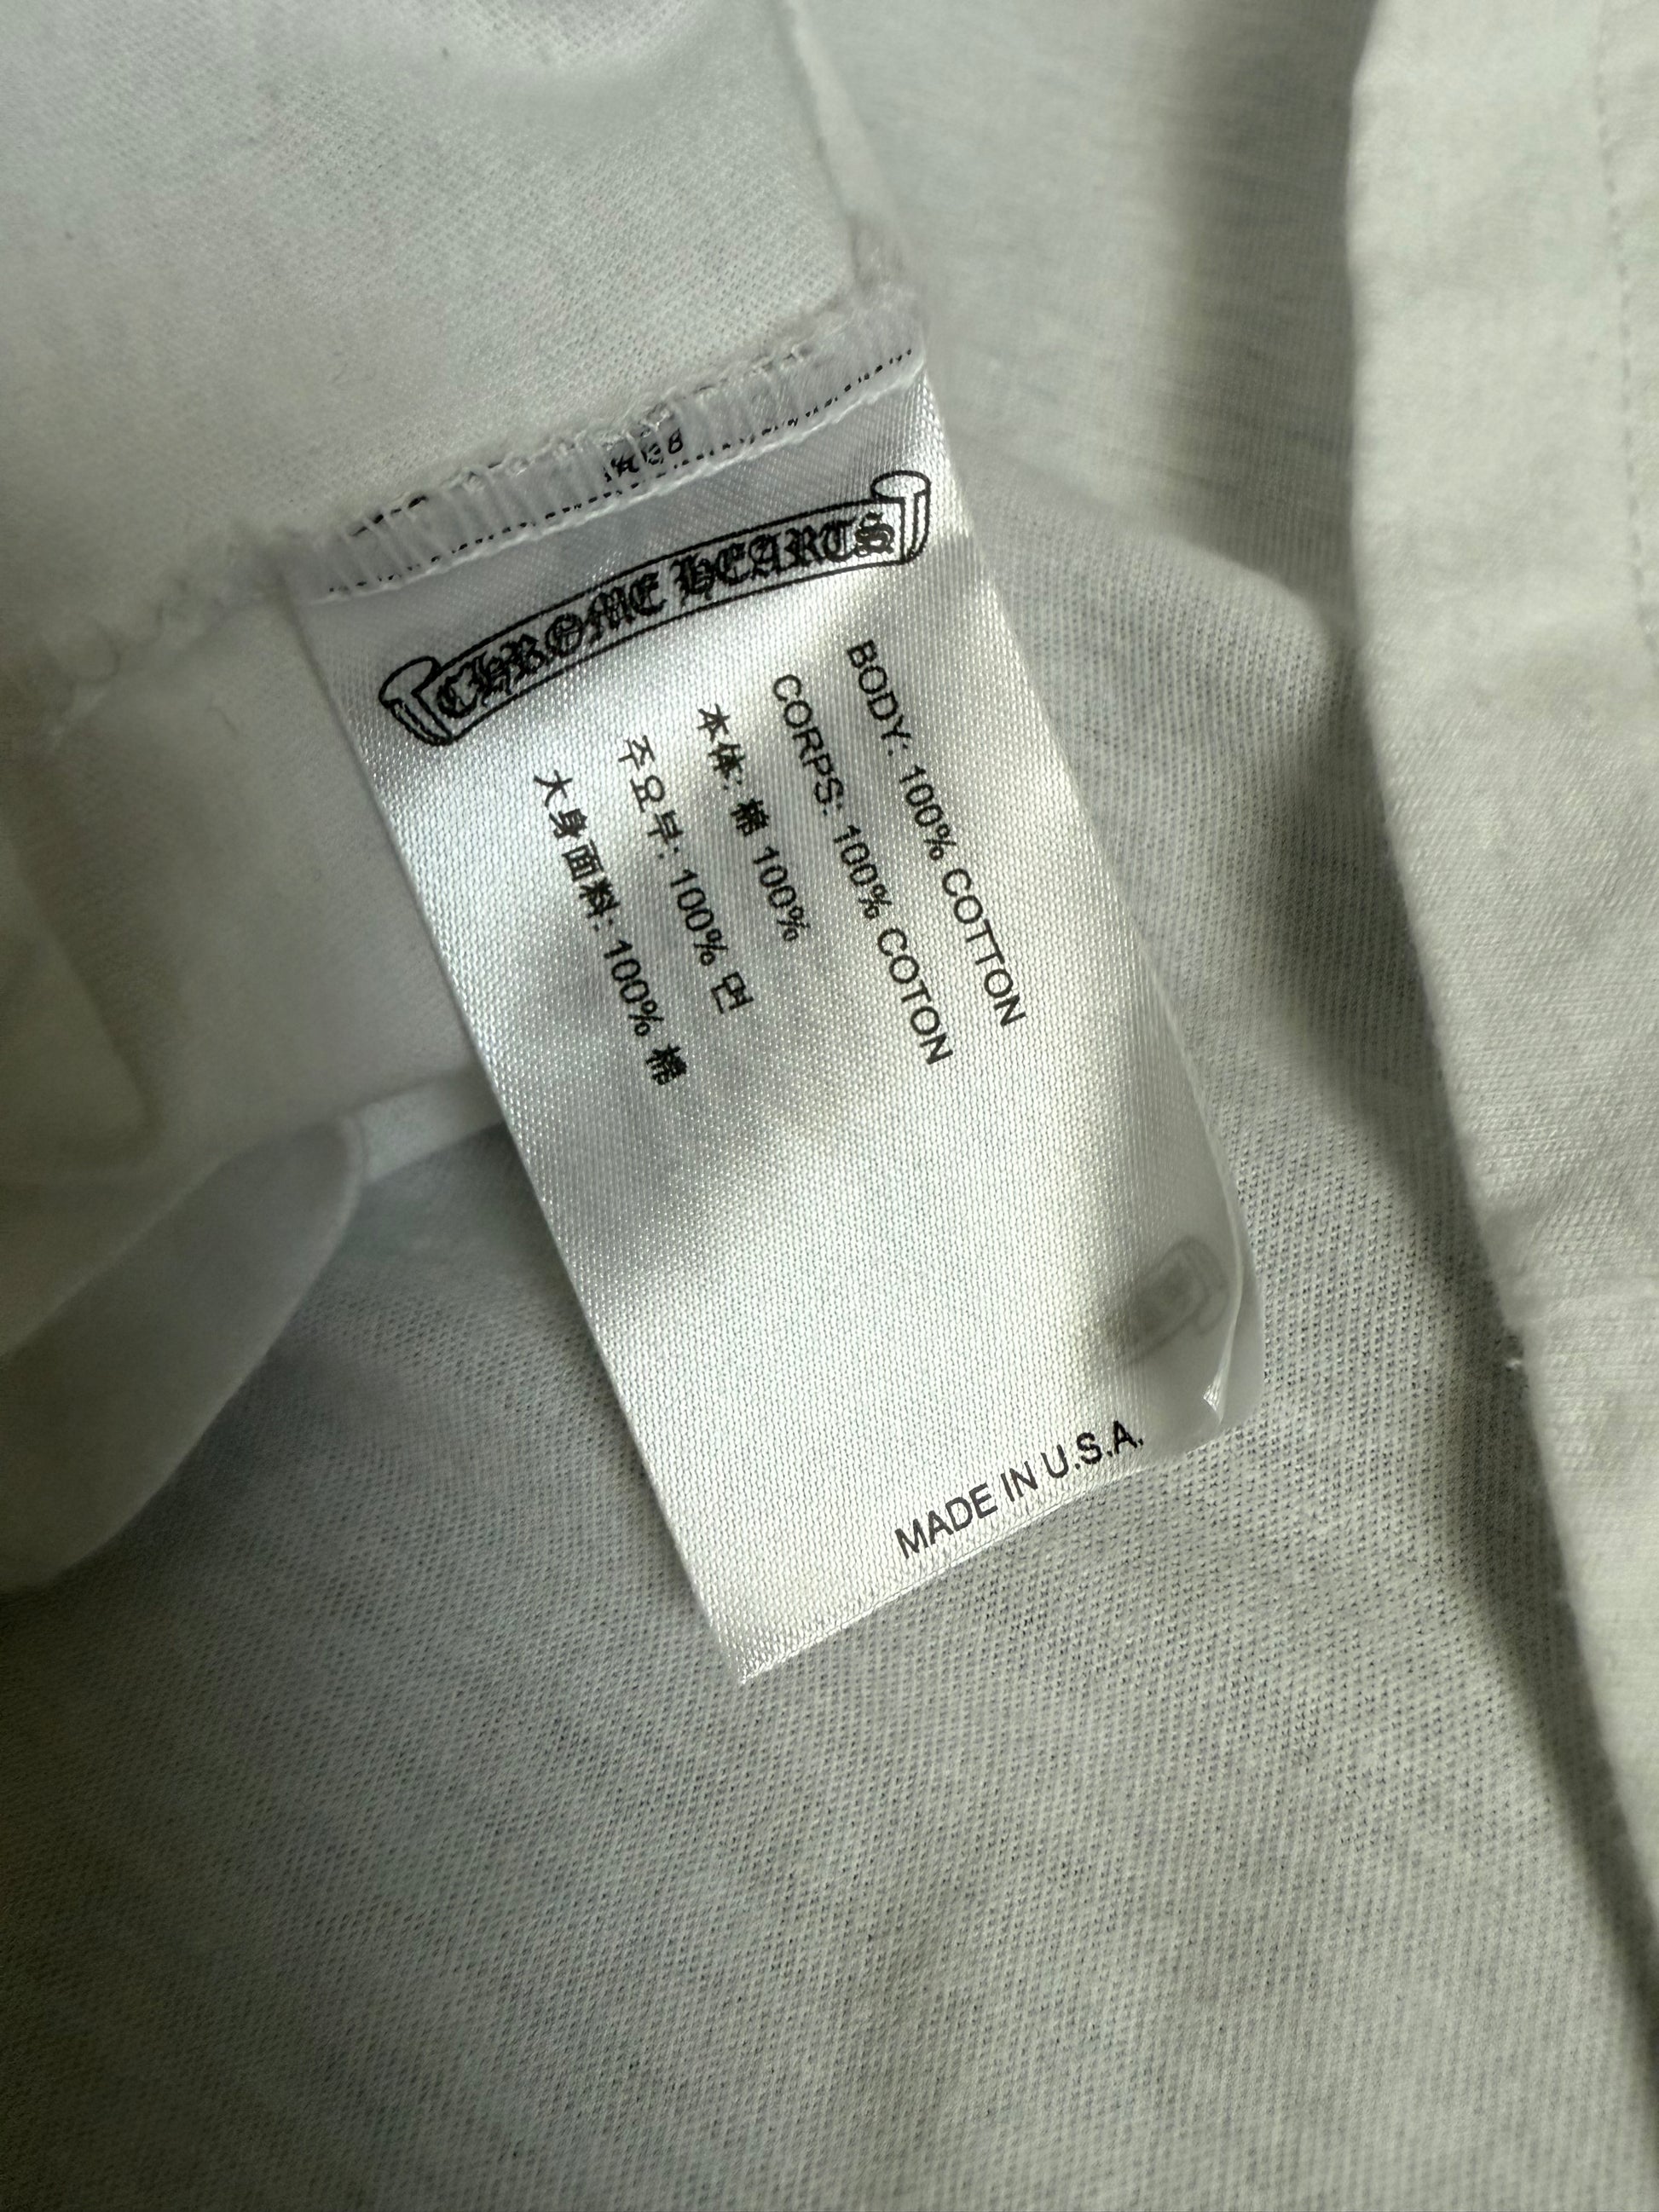 CHROME HEARTS
BODY: 100% COTTON
CORPS: 100% COTON
本体: 棉 100%
주요부: 100% 면
大身面料: 100% 棉
MADE IN U.S.A.